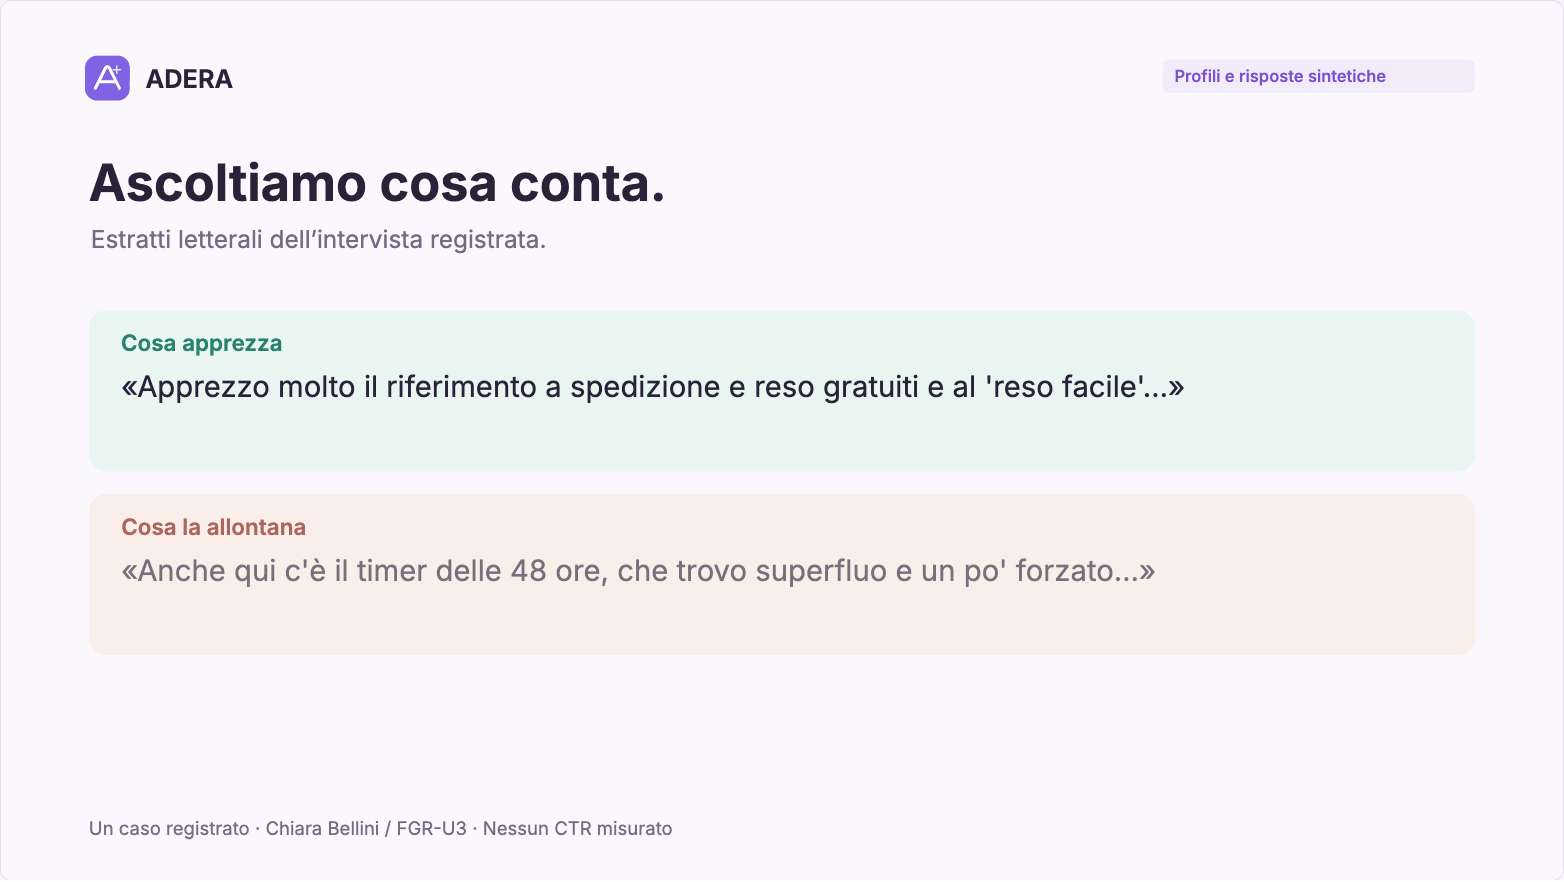 ADERA
Profili e risposte sintetiche
Ascoltiamo cosa conta.
Estratti letterali dell’intervista registrata.
Cosa apprezza
«Apprezzo molto il riferimento a spedizione e reso gratuiti e al 'reso facile'...»
Cosa la allontana
«Anche qui c'è il timer delle 48 ore, che trovo superfluo e un po' forzato...»
Un caso registrato · Chiara Bellini / FGR-U3 · Nessun CTR misurato